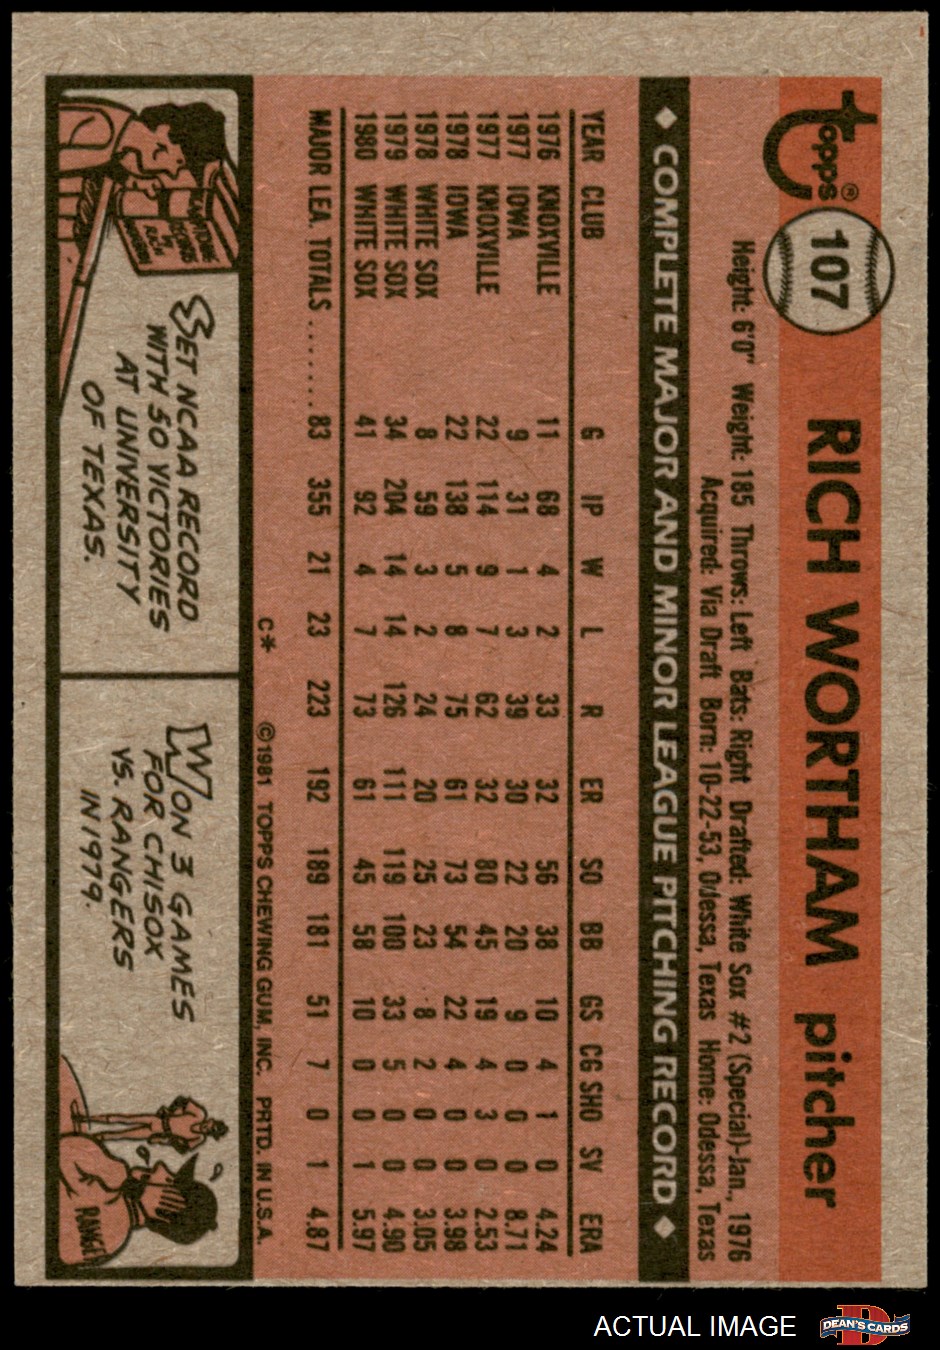 topps®
107
RICH WORTHAM pitcher
Height: 6'0" Weight: 185 Throws: Left Bats: Right Drafted: White Sox #2 (Special)-Jan., 1976
Acquired: Via Draft Born: 10-22-53, Odessa, Texas Home: Odessa, Texas
◆ COMPLETE MAJOR AND MINOR LEAGUE PITCHING RECORD ◆
YEAR CLUB G IP W L R ER SO BB GS CG SHO SV ERA
1976 KNOXVILLE 11 68 4 2 33 32 56 38 10 4 1 0 4.24
1977 IOWA 9 31 1 3 39 30 22 20 9 0 0 0 8.71
1977 KNOXVILLE 22 114 9 7 62 32 80 45 19 4 3 0 2.53
1978 IOWA 22 138 5 8 75 61 73 54 22 4 0 0 3.98
1978 WHITE SOX 8 59 3 2 24 20 25 23 8 2 0 0 3.05
1979 WHITE SOX 34 204 14 14 126 111 119 100 33 5 0 0 4.90
1980 WHITE SOX 41 92 4 7 73 61 45 58 10 0 0 1 5.97
MAJOR LEA. TOTALS ....... 83 355 21 23 223 192 189 181 51 7 0 1 4.87
C* ©1981 TOPPS CHEWING GUM, INC. PRTD. IN U.S.A.
SET NCAA RECORD
WITH 50 VICTORIES
AT UNIVERSITY
OF TEXAS.
WON 3 GAMES
FOR CHISOX
VS. RANGERS
IN 1979.
RANGE
ACTUAL IMAGE
D
DEAN'S CARDS